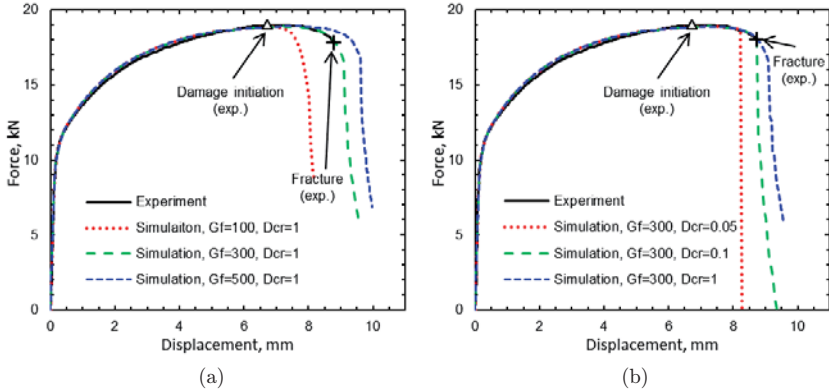 20
15
10
5
0
Force, kN
Damage initiation
(exp.)
Fracture
(exp.)
Experiment
Simulaiton, Gf=100, Dcr=1
Simulation, Gf=300, Dcr=1
Simulation, Gf=500, Dcr=1
0 2 4 6 8 10
Displacement, mm
(a)
20
15
10
5
0
Force, kN
Damage initiation
(exp.)
Fracture
(exp.)
Experiment
Simulation, Gf=300, Dcr=0.05
Simulation, Gf=300, Dcr=0.1
Simulation, Gf=300, Dcr=1
0 2 4 6 8 10
Displacement, mm
(b)